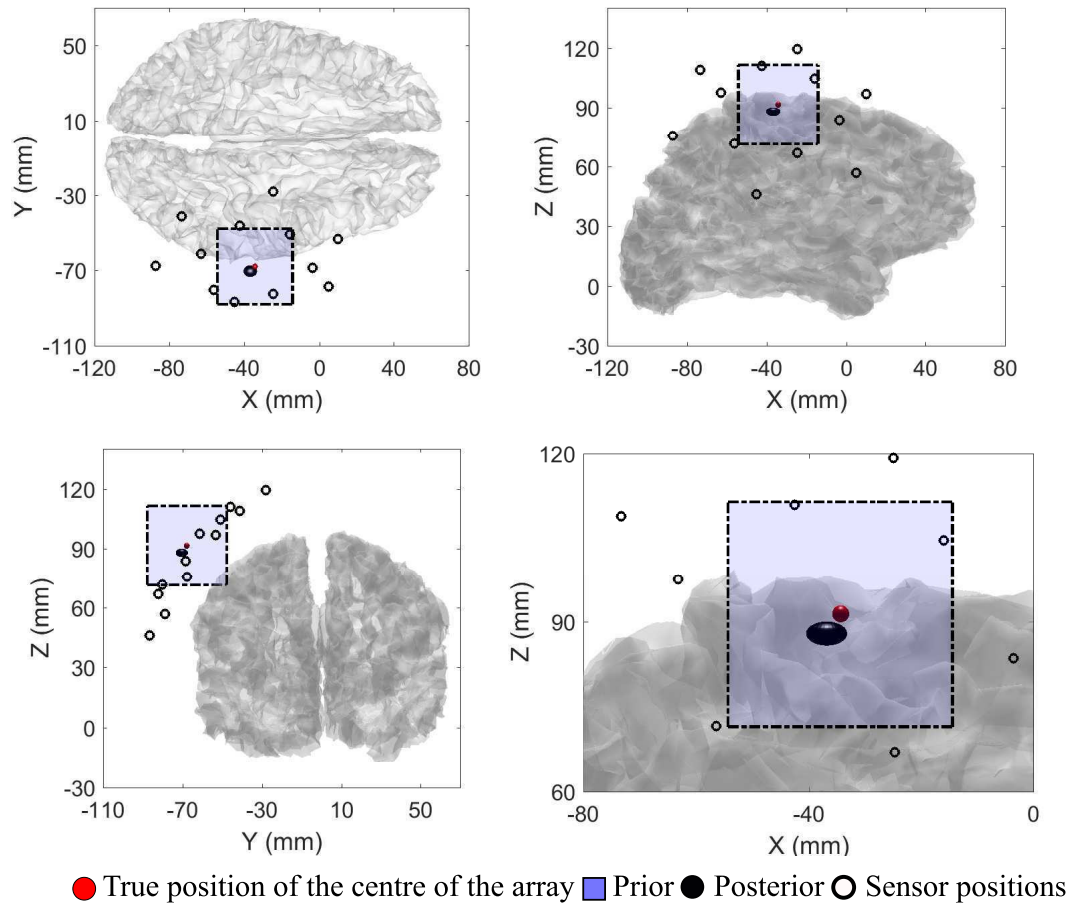 50
10
-30
-70
-110
Y (mm)
-120 -80 -40 0 40 80
X (mm)
120
90
60
30
0
-30
Z (mm)
-120 -80 -40 0 40 80
X (mm)
120
90
60
30
0
-30
Z (mm)
-110 -70 -30 10 50
Y (mm)
120
90
60
Z (mm)
-80 -40 0
X (mm)
True position of the centre of the array Prior Posterior Sensor positions